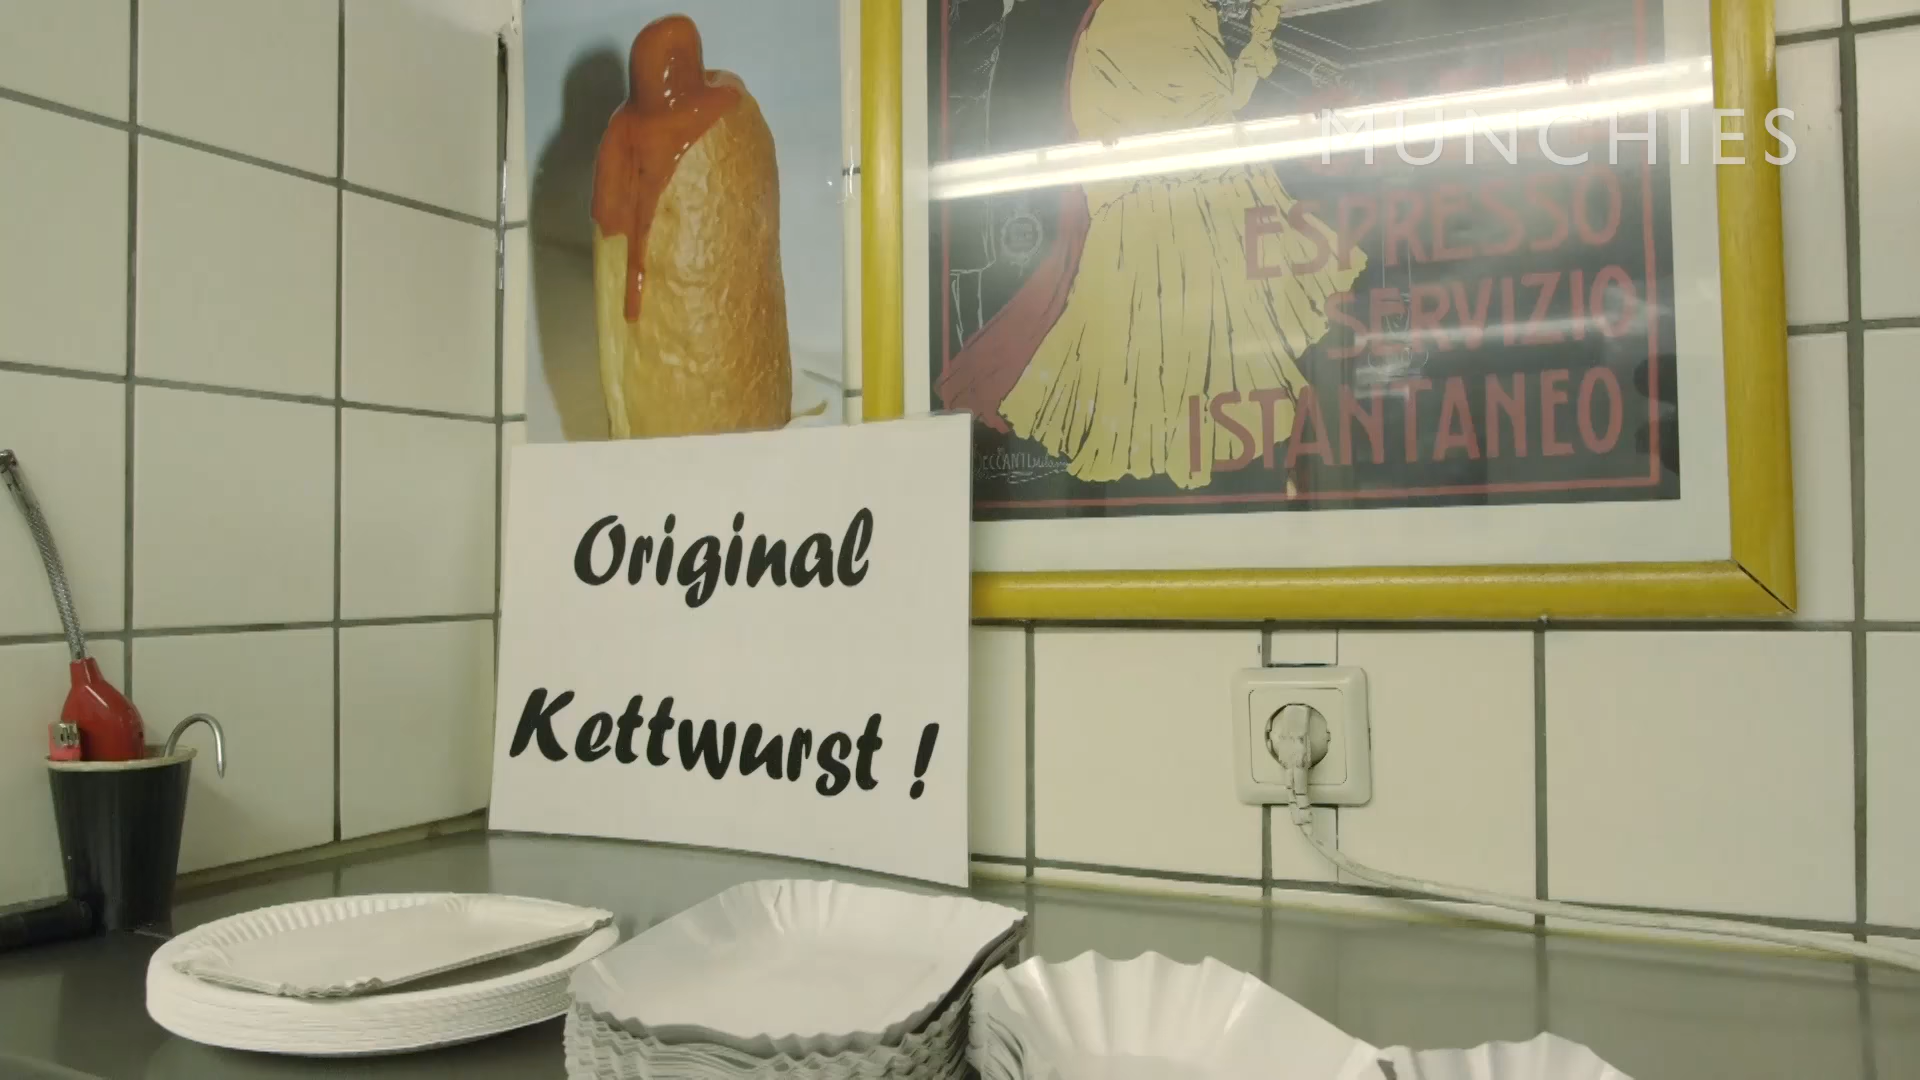 MUNCHIES
ESPRESSO
SERVIZIO
ISTANTANEO
Original
Kettwurst !